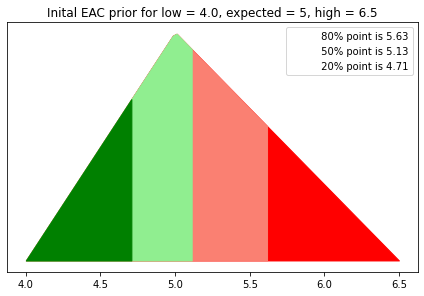 Inital EAC prior for low = 4.0, expected = 5, high = 6.5
80% point is 5.63
50% point is 5.13
20% point is 4.71
4.0 4.5 5.0 5.5 6.0 6.5